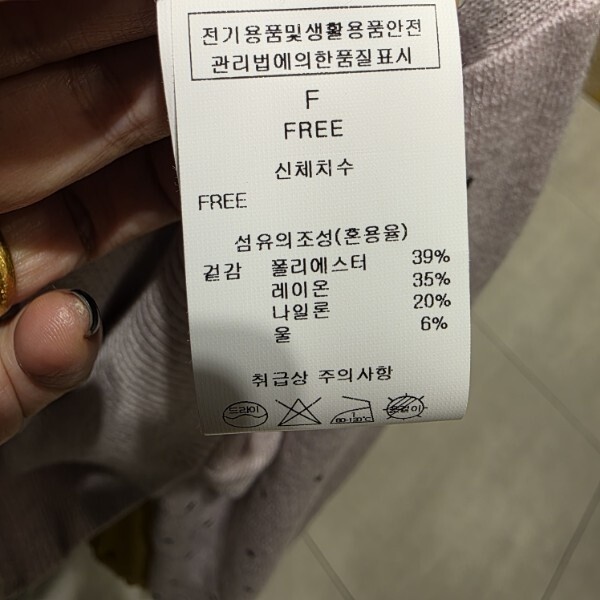 전기용품및생활용품안전
관리법에의한품질표시
F
FREE
신체치수
FREE
섬유의조성(혼용율)
겉감 폴리에스터 39%
레이온 35%
나일론 20%
울 6%
취급상 주의사항
드라이